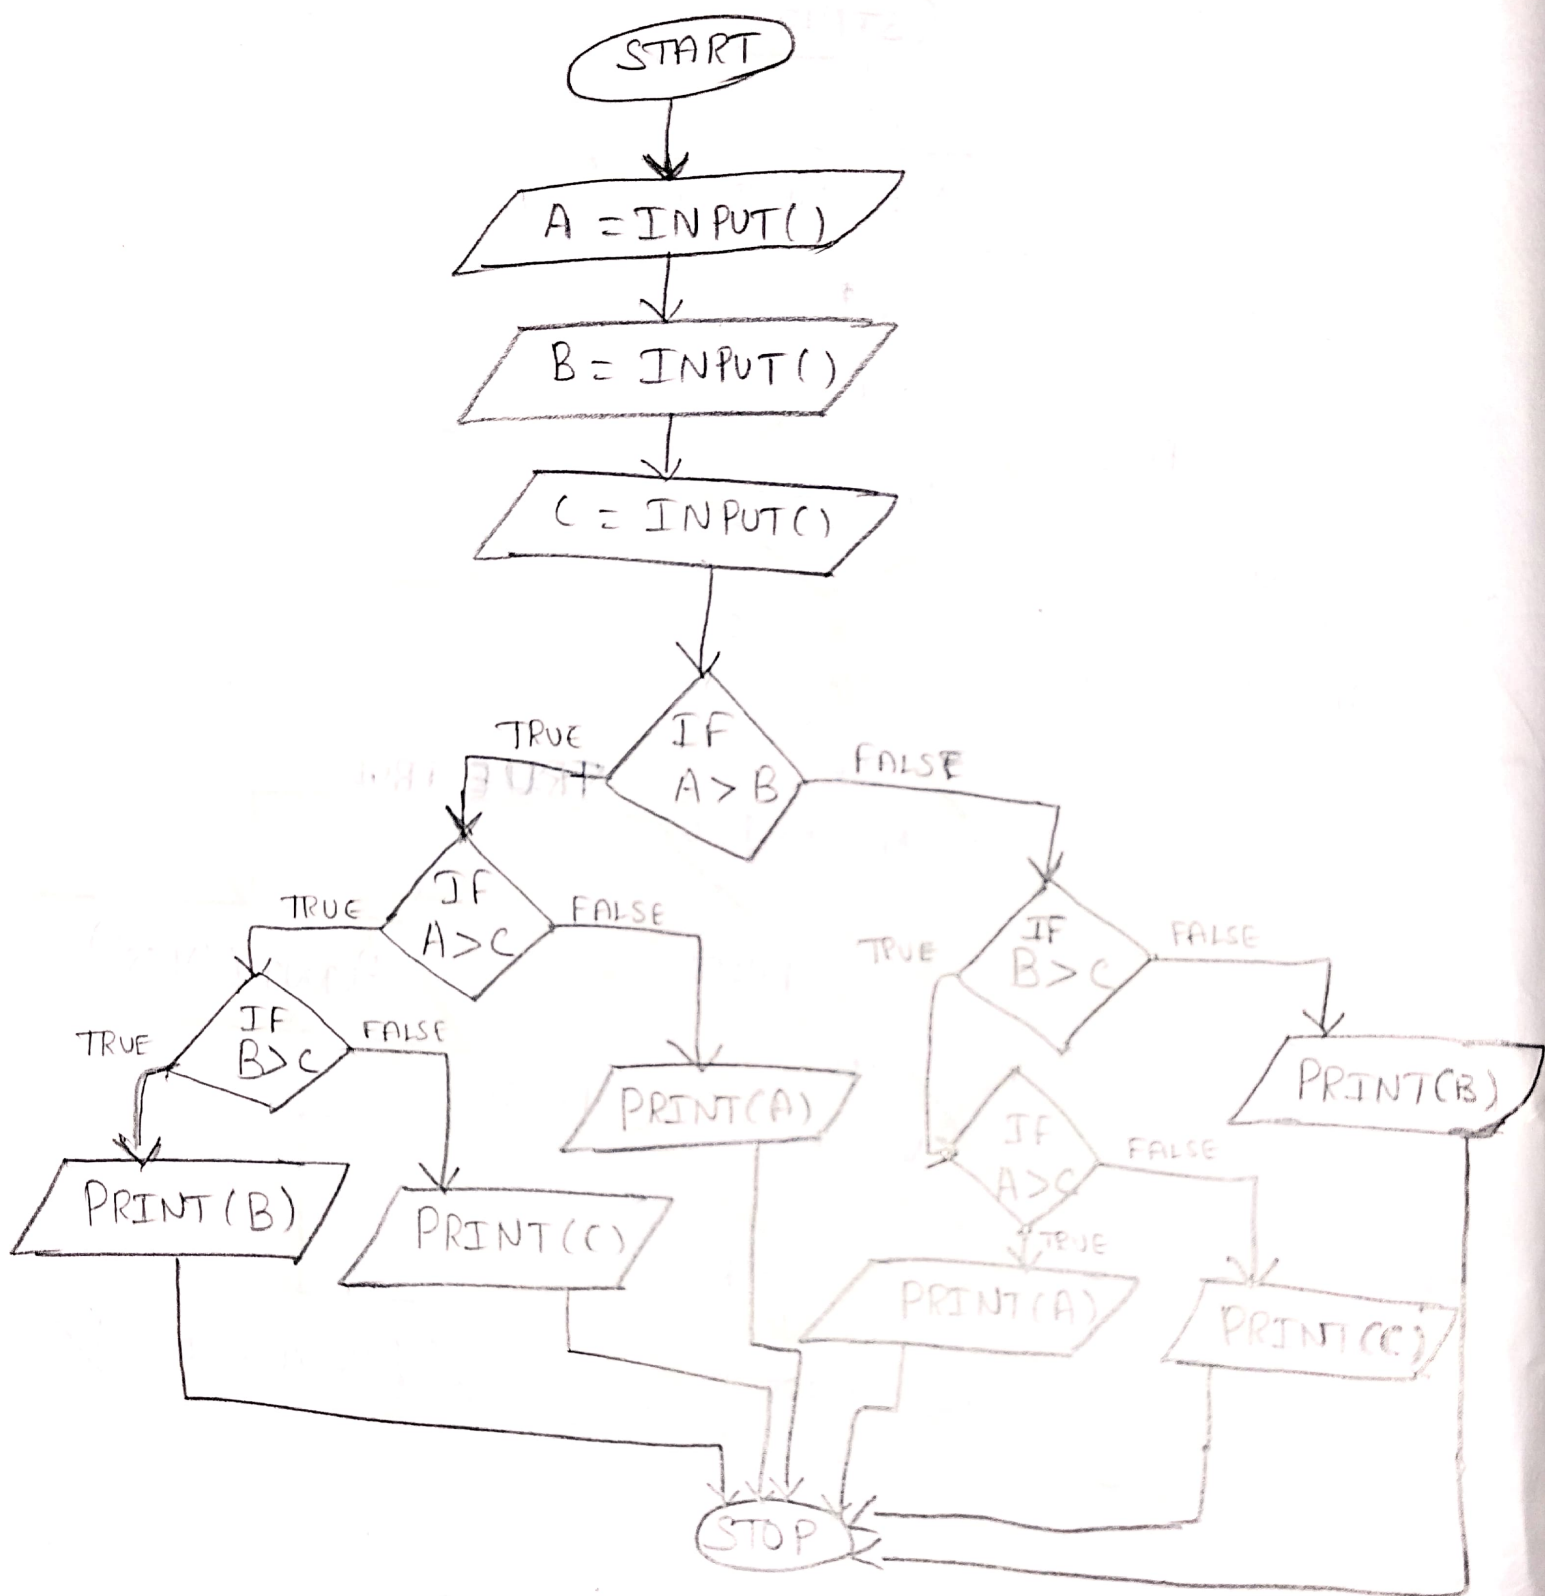 START
A = INPUT()
B = INPUT()
C = INPUT()
IF
A > B
TRUE
FALSE
IF
A > C
TRUE
FALSE
IF
B > C
TRUE
FALSE
IF
B > C
TRUE
FALSE
PRINT(B)
PRINT(C)
PRINT(A)
IF
A > C
FALSE
TRUE
PRINT(B)
PRINT(A)
PRINT(C)
STOP